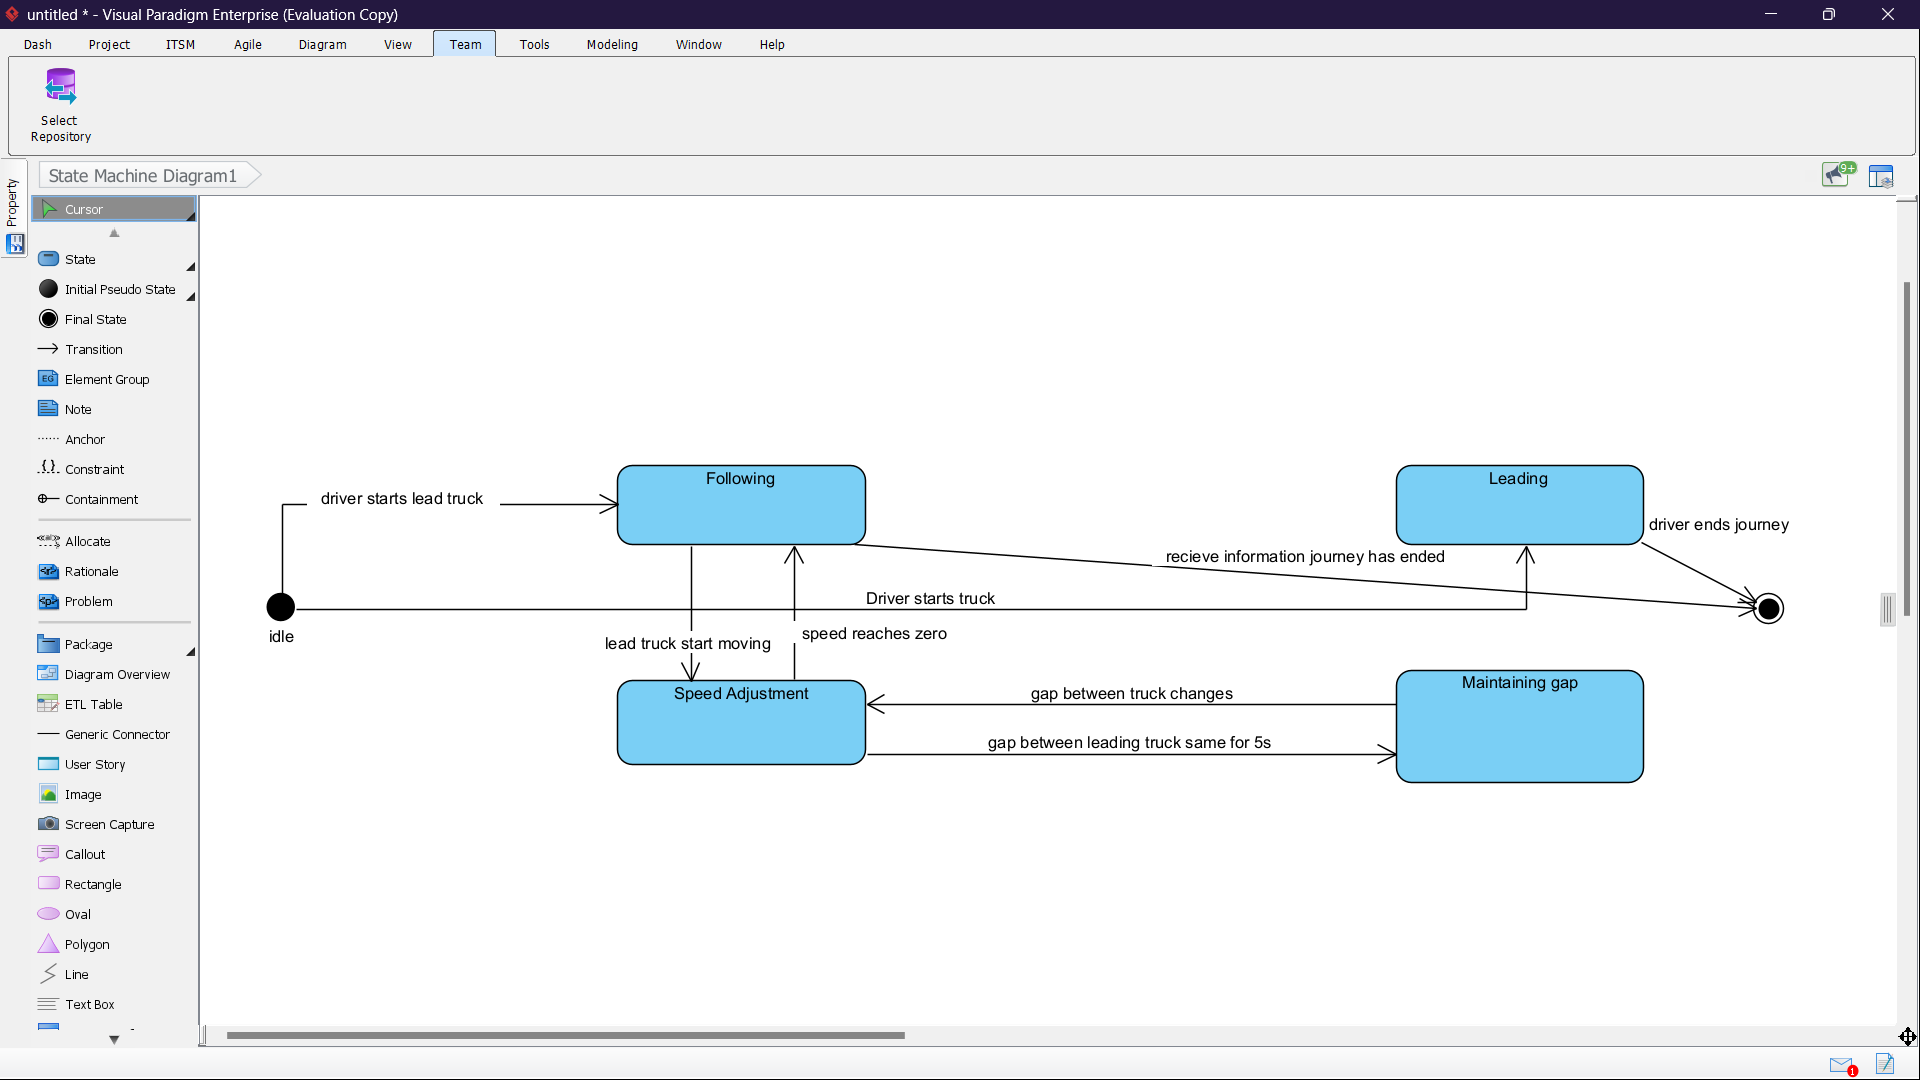 untitled * - Visual Paradigm Enterprise (Evaluation Copy)
Dash Project ITSM Agile Diagram View Team Tools Modeling Window Help
Select
Repository
Property
State Machine Diagram1
9+
Cursor
State
Initial Pseudo State
Final State
Transition
EG Element Group
Note
Anchor
{} Constraint
Containment
Allocate
Rationale
Problem
Package
Diagram Overview
ETL Table
Generic Connector
User Story
Image
Screen Capture
Callout
Rectangle
Oval
Polygon
Line
Text Box
Following
Leading
driver starts lead truck
driver ends journey
recieve information journey has ended
Driver starts truck
idle
lead truck start moving
speed reaches zero
Speed Adjustment
Maintaining gap
gap between truck changes
gap between leading truck same for 5s
1